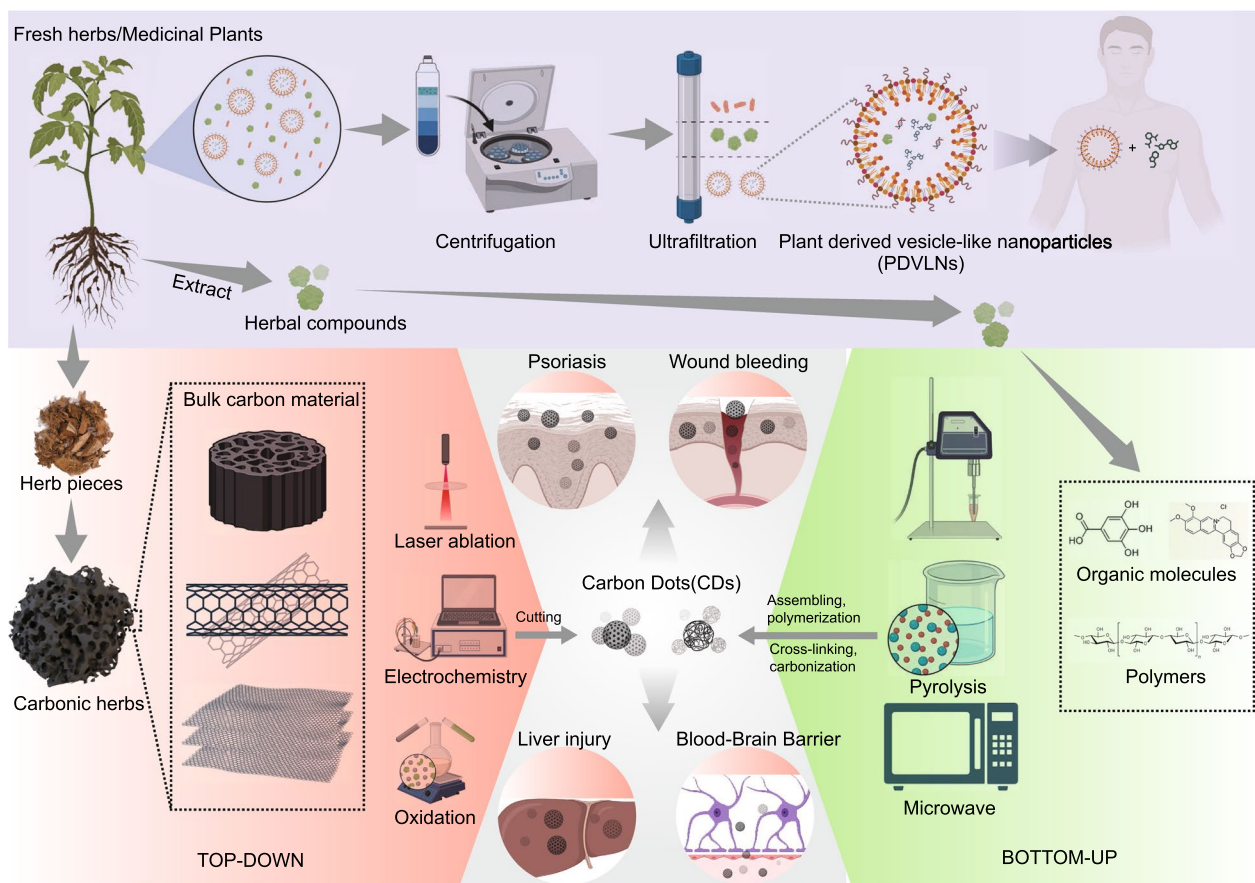 Fresh herbs/Medicinal Plants
Centrifugation
Ultrafiltration
Plant derived vesicle-like nanoparticles
(PDVLNs)
+
Extract
Herbal compounds
Herb pieces
Carbonic herbs
Bulk carbon material
Laser ablation
Electrochemistry
Oxidation
TOP-DOWN
Cutting
Psoriasis
Wound bleeding
Carbon Dots(CDs)
Liver injury
Blood-Brain Barrier
Assembling,
polymerization
Cross-linking,
carbonization
Pyrolysis
Microwave
BOTTOM-UP
Organic molecules
Polymers